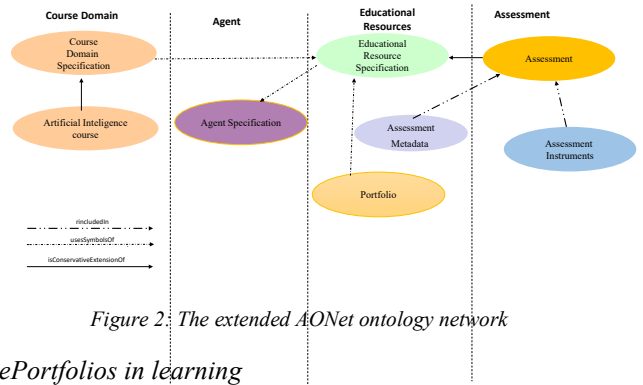 Course Domain
Agent
Educational
Resources
Assessment
Course
Domain
Specification
Educational
Resource
Specification
Assessment
Artificial Inteligence
course
Agent Specification
Assessment
Metadata
Assessment
Instruments
Portfolio
rincludedIn
usesSymbolsOf
isConservativeExtensionOf
Figure 2: The extended AONet ontology network
ePortfolios in learning